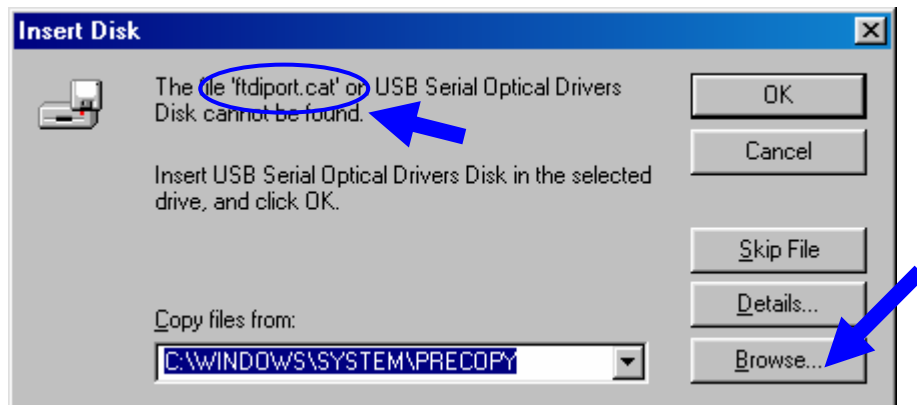 Insert Disk
The file 'ftdiport.cat' on USB Serial Optical Drivers
Disk cannot be found.
Insert USB Serial Optical Drivers Disk in the selected
drive, and click OK.
Copy files from:
C:\WINDOWS\SYSTEM\PRECOPY
OK
Cancel
Skip File
Details...
Browse...